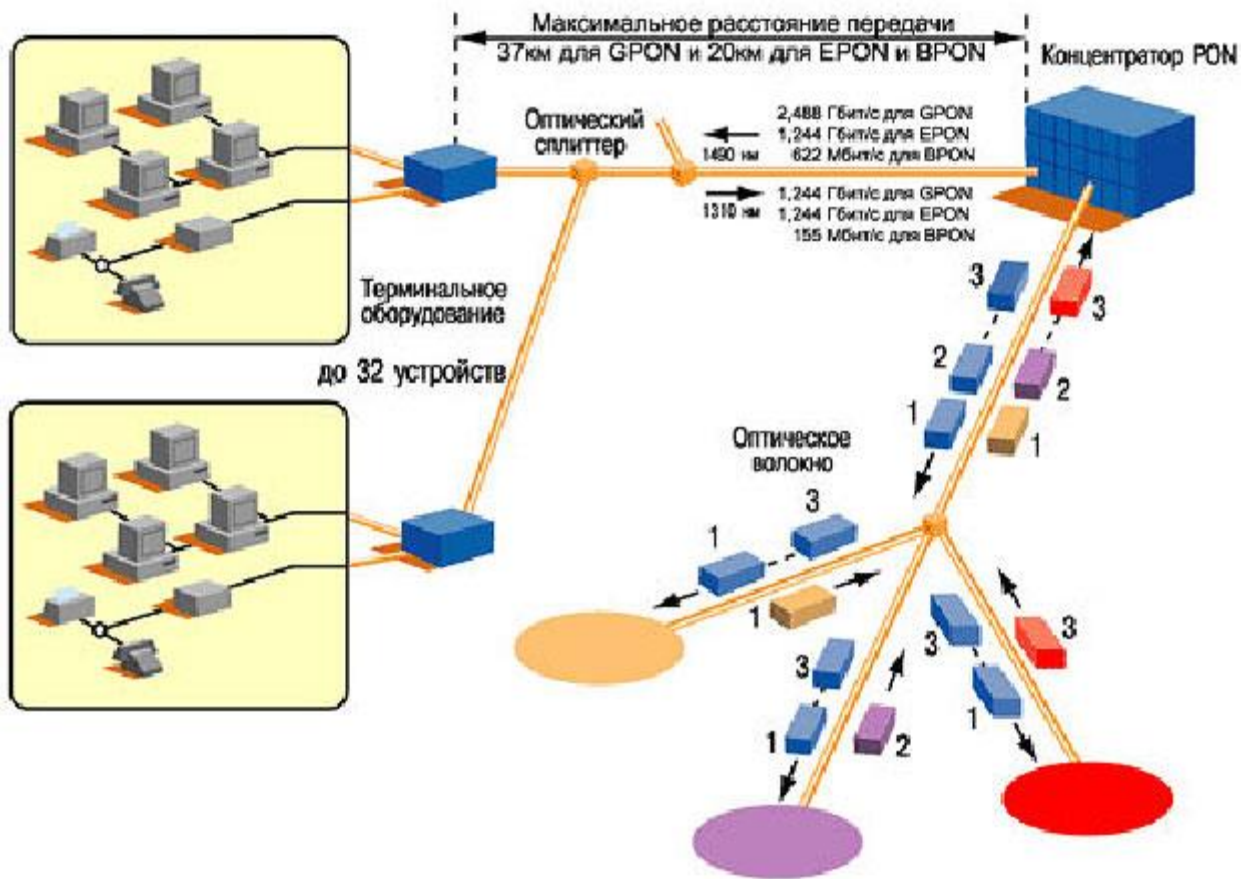 Максимальное расстояние передачи
37км для GPON и 20км для EPON и BPON
Концентратор PON
Оптический
сплиттер
2,488 Гбит/с для GPON
1,244 Гбит/с для EPON
622 Мбит/с для BPON
1490 нм
1310 нм
1,244 Гбит/с для GPON
1,244 Гбит/с для EPON
155 Мбит/с для BPON
Терминальное
оборудование
до 32 устройств
Оптическое
волокно
3
3
2
2
1
1
3
1
1
3
1
2
3
3
1